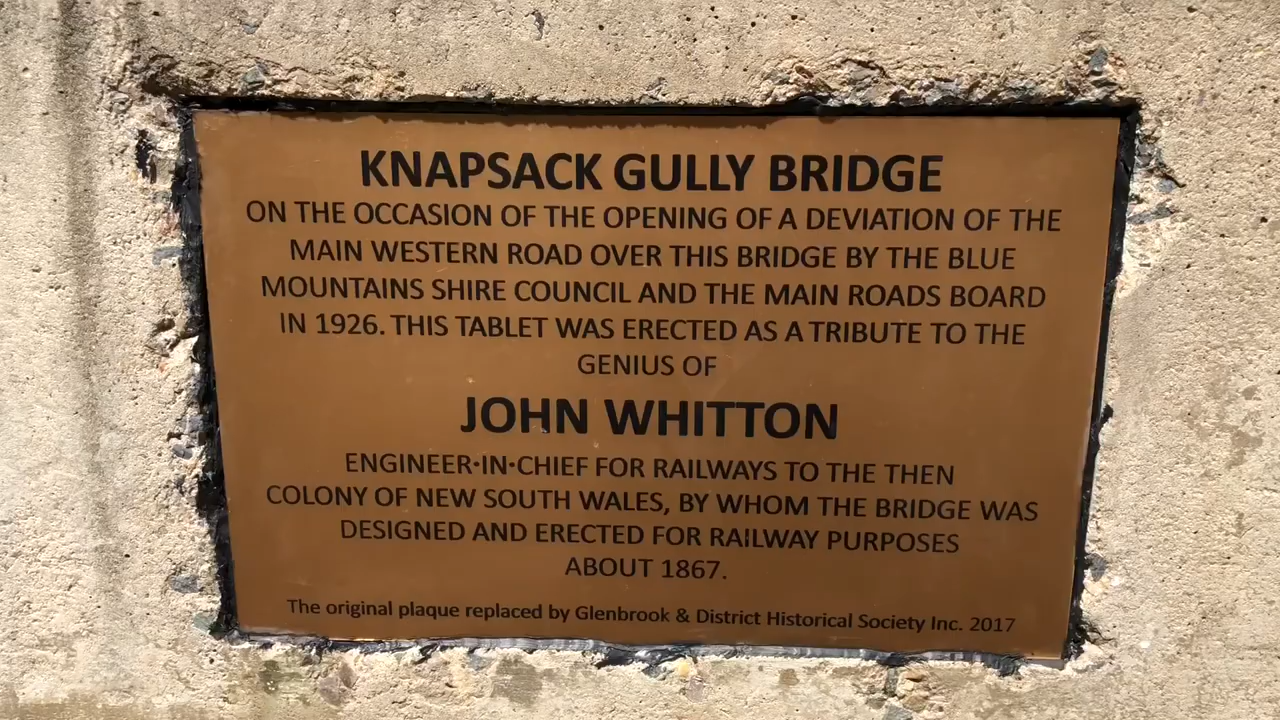 KNAPSACK GULLY BRIDGE
ON THE OCCASION OF THE OPENING OF A DEVIATION OF THE
MAIN WESTERN ROAD OVER THIS BRIDGE BY THE BLUE
MOUNTAINS SHIRE COUNCIL AND THE MAIN ROADS BOARD
IN 1926. THIS TABLET WAS ERECTED AS A TRIBUTE TO THE
GENIUS OF
JOHN WHITTON
ENGINEER·IN·CHIEF FOR RAILWAYS TO THE THEN
COLONY OF NEW SOUTH WALES, BY WHOM THE BRIDGE WAS
DESIGNED AND ERECTED FOR RAILWAY PURPOSES
ABOUT 1867.
The original plaque replaced by Glenbrook & District Historical Society Inc. 2017